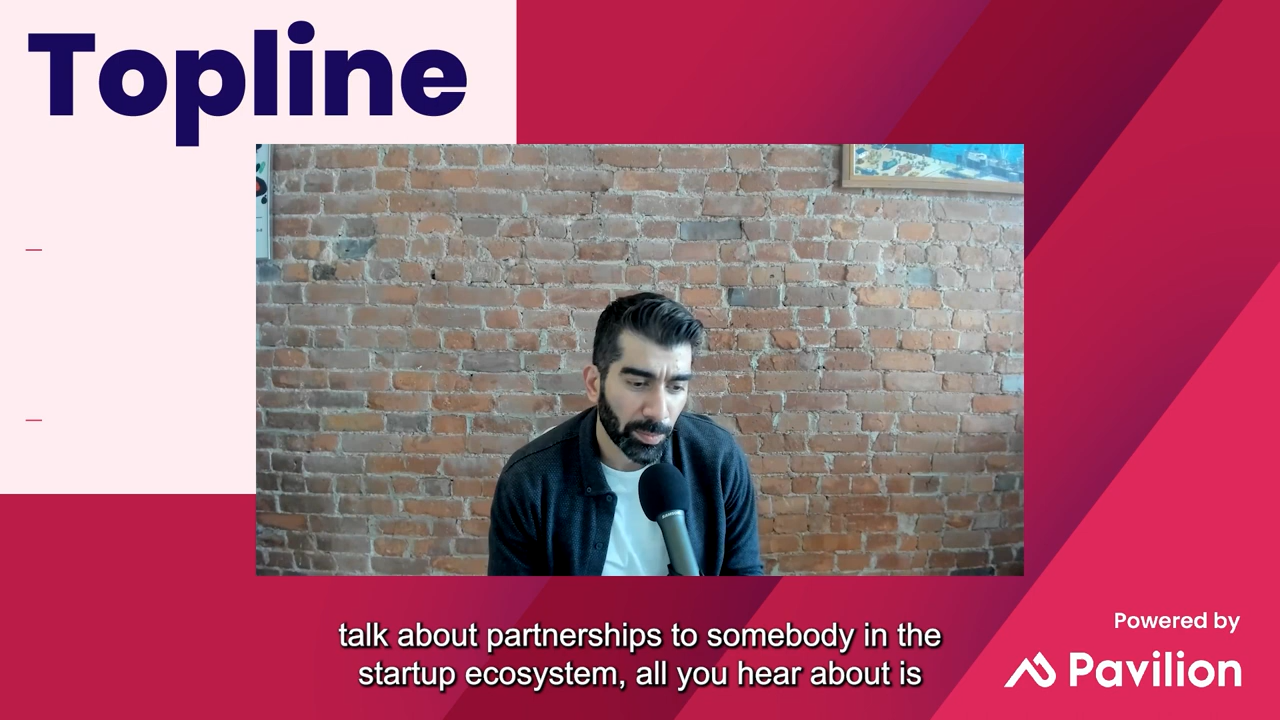 Topline
talk about partnerships to somebody in the
startup ecosystem, all you hear about is
Powered by
Pavilion